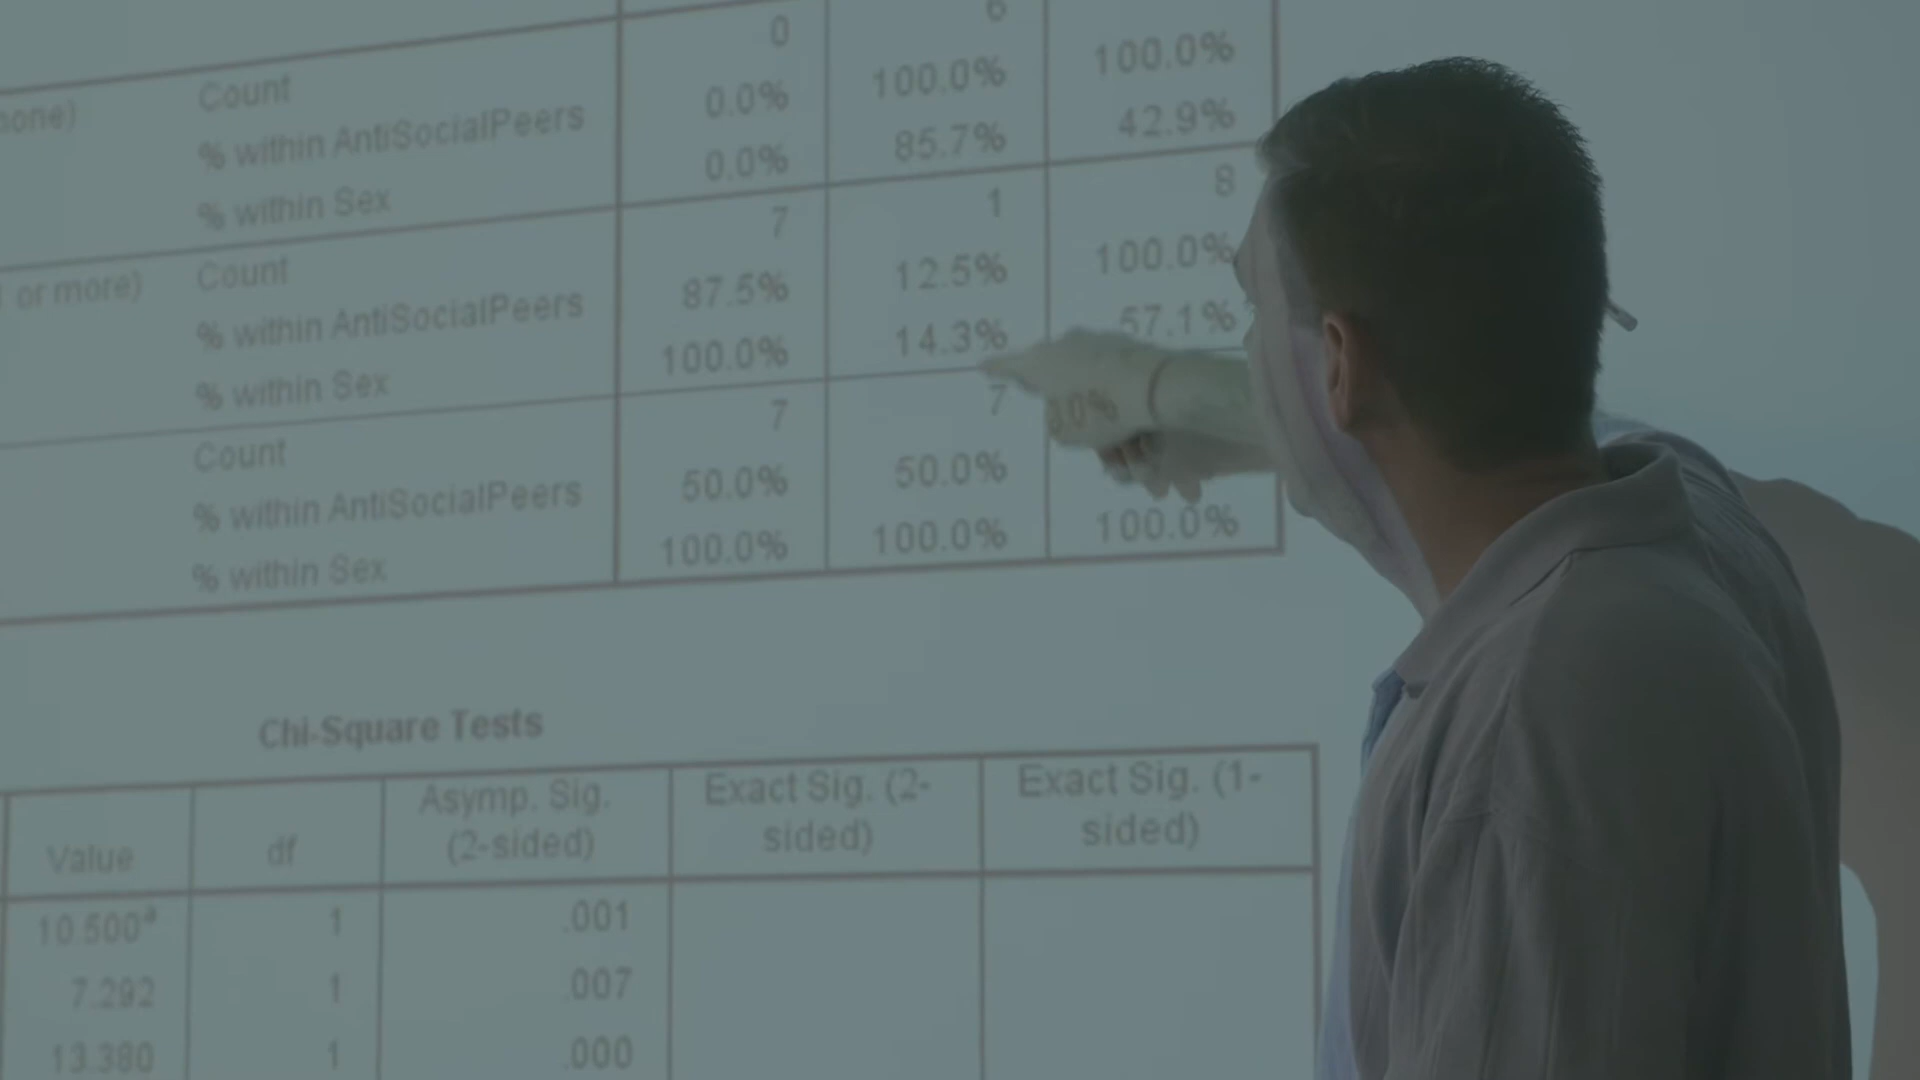 0 6
Count 0.0% 100.0% 100.0%
% within AntiSocialPeers 0.0% 85.7% 42.9%
% within Sex
7 1 8
or more) Count 87.5% 12.5% 100.0%
% within AntiSocialPeers 100.0% 14.3% 57.1%
% within Sex
7 7
Count 50.0% 50.0%
% within AntiSocialPeers 100.0% 100.0% 100.0%
% within Sex
Chi-Square Tests
Value df Asymp. Sig. (2-sided) Exact Sig. (2-sided) Exact Sig. (1-sided)
10.500ª 1 .001
7.292 1 .007
13.380 1 .000